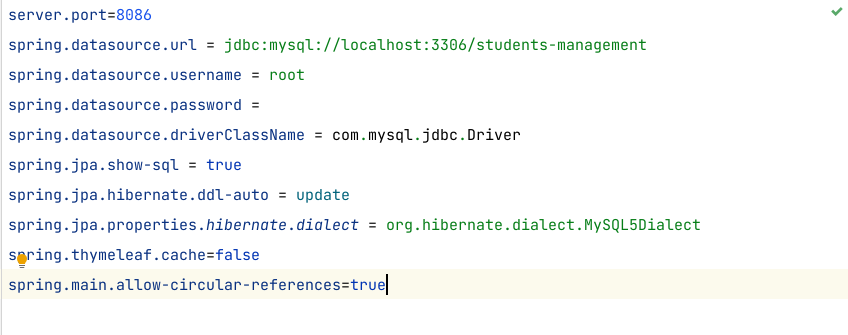 server.port=8086
spring.datasource.url = jdbc:mysql://localhost:3306/students-management
spring.datasource.username = root
spring.datasource.password =
spring.datasource.driverClassName = com.mysql.jdbc.Driver
spring.jpa.show-sql = true
spring.jpa.hibernate.ddl-auto = update
spring.jpa.properties.hibernate.dialect = org.hibernate.dialect.MySQL5Dialect
spring.thymeleaf.cache=false
spring.main.allow-circular-references=true